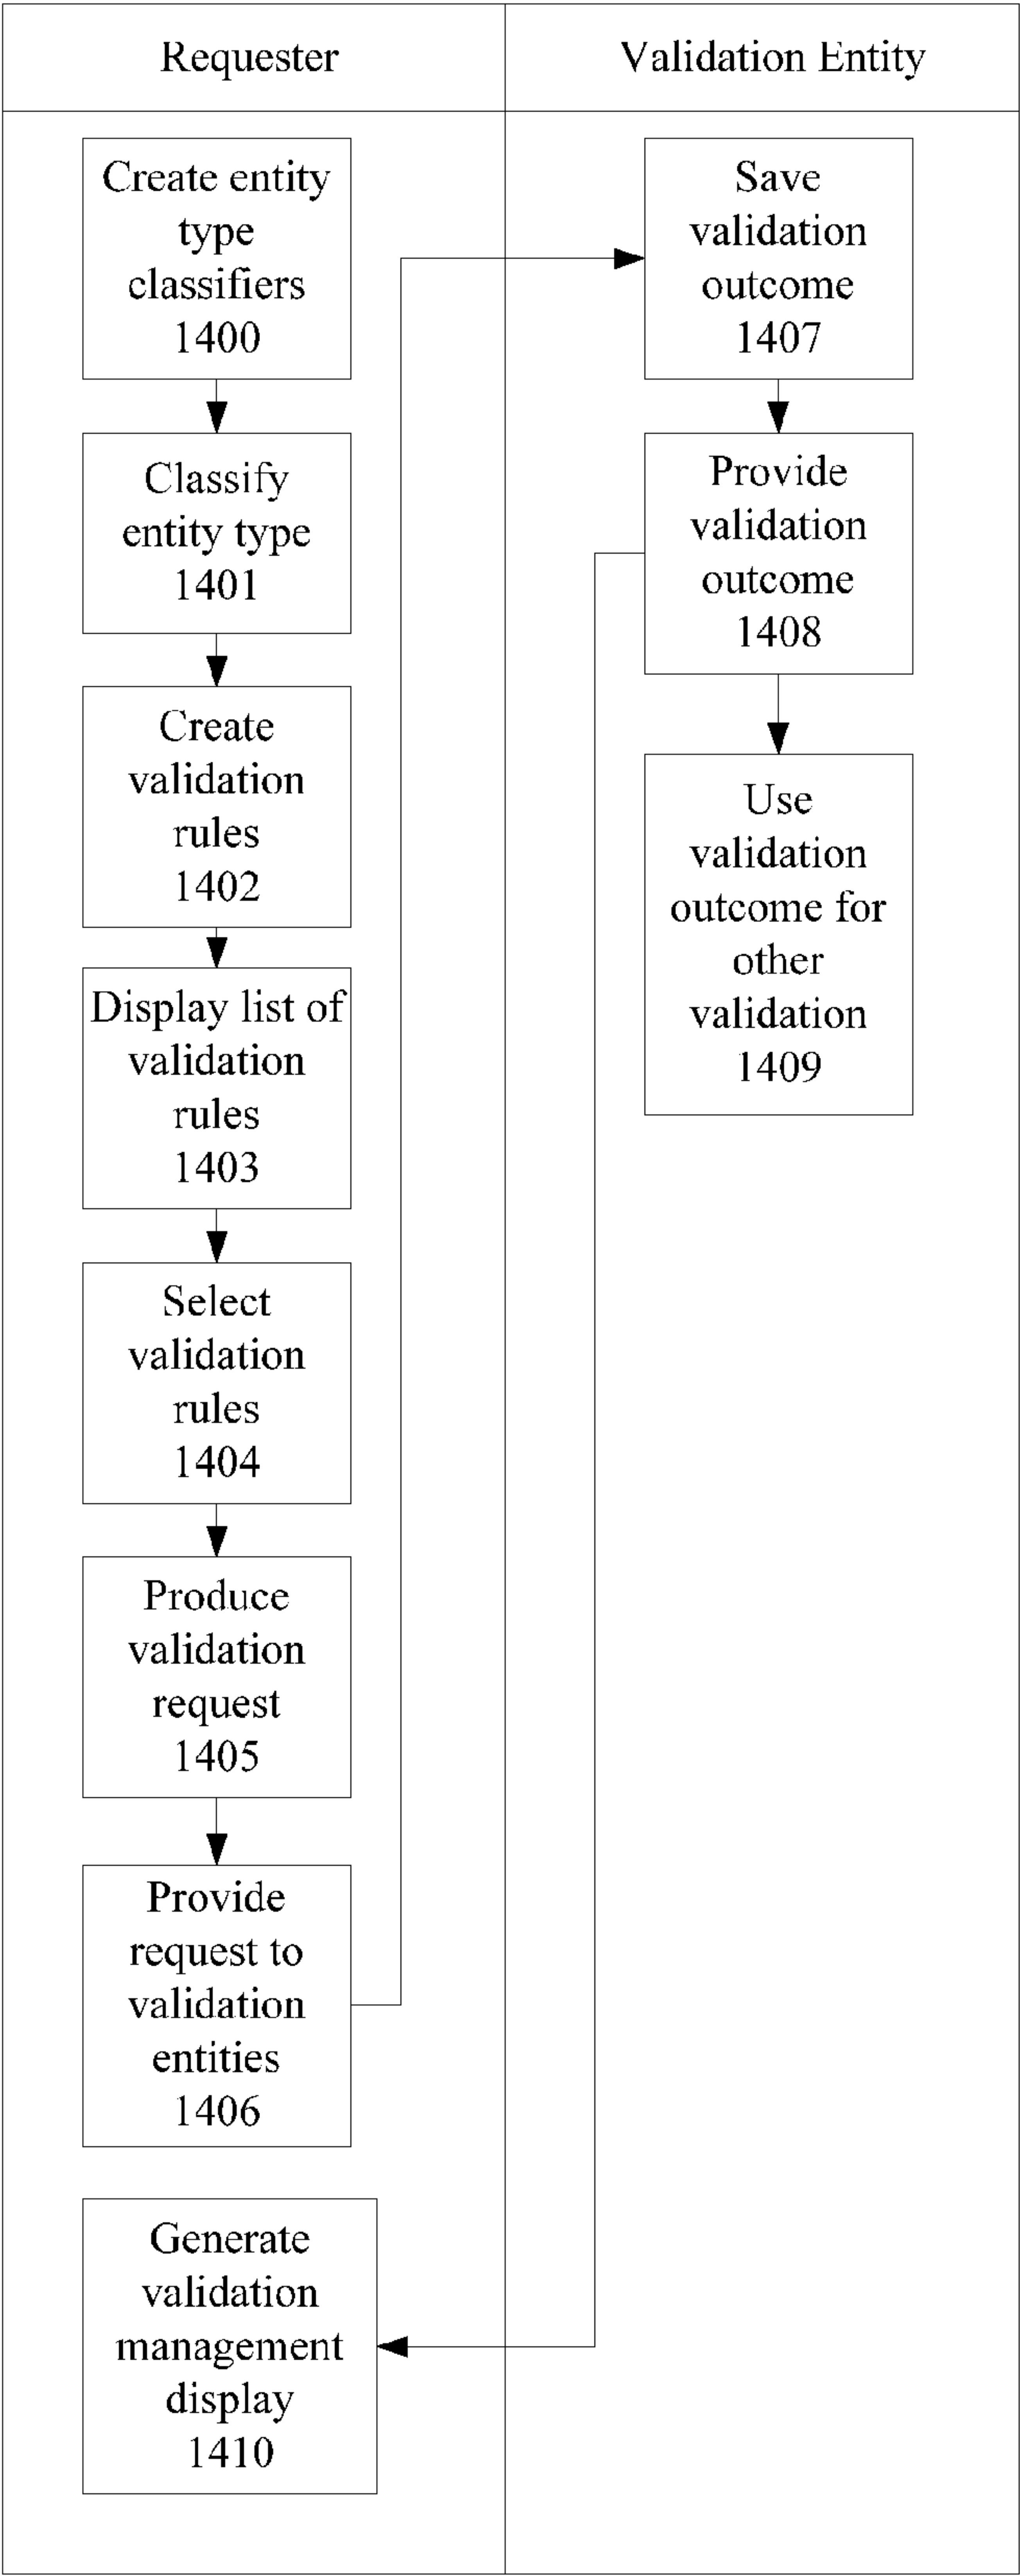 Requester
Validation Entity
Create entity
type
classifiers
1400
Classify
entity type
1401
Create
validation
rules
1402
Display list of
validation
rules
1403
Select
validation
rules
1404
Produce
validation
request
1405
Provide
request to
validation
entities
1406
Generate
validation
management
display
1410
Save
validation
outcome
1407
Provide
validation
outcome
1408
Use
validation
outcome for
other
validation
1409